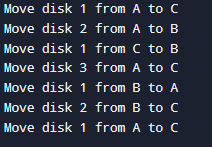 Move disk 1 from A to C
Move disk 2 from A to B
Move disk 1 from C to B
Move disk 3 from A to C
Move disk 1 from B to A
Move disk 2 from B to C
Move disk 1 from A to C